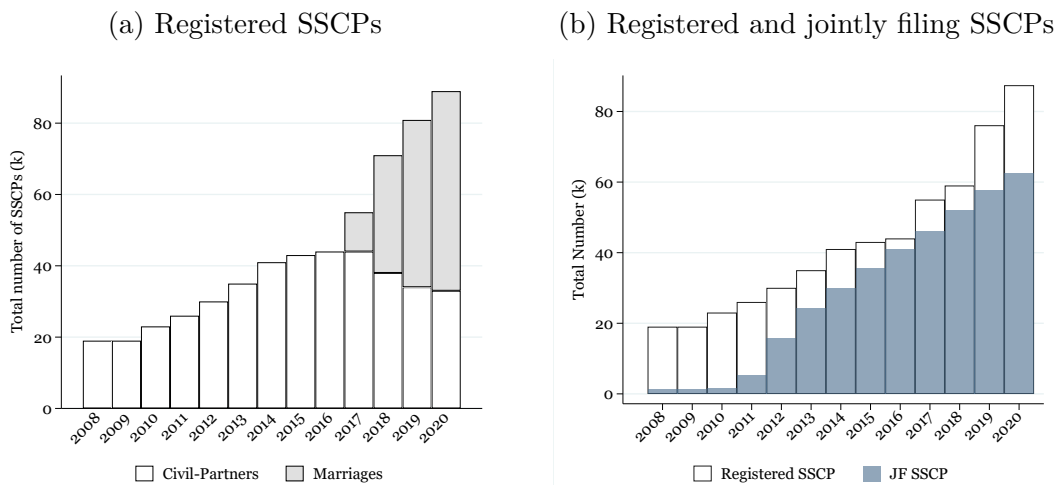 (a) Registered SSCPs
Total number of SSCPs (k)
80
60
40
20
0
2008 2009 2010 2011 2012 2013 2014 2015 2016 2017 2018 2019 2020
Civil-Partners Marriages
(b) Registered and jointly filing SSCPs
Total Number (k)
80
60
40
20
0
2008 2009 2010 2011 2012 2013 2014 2015 2016 2017 2018 2019 2020
Registered SSCP JF SSCP